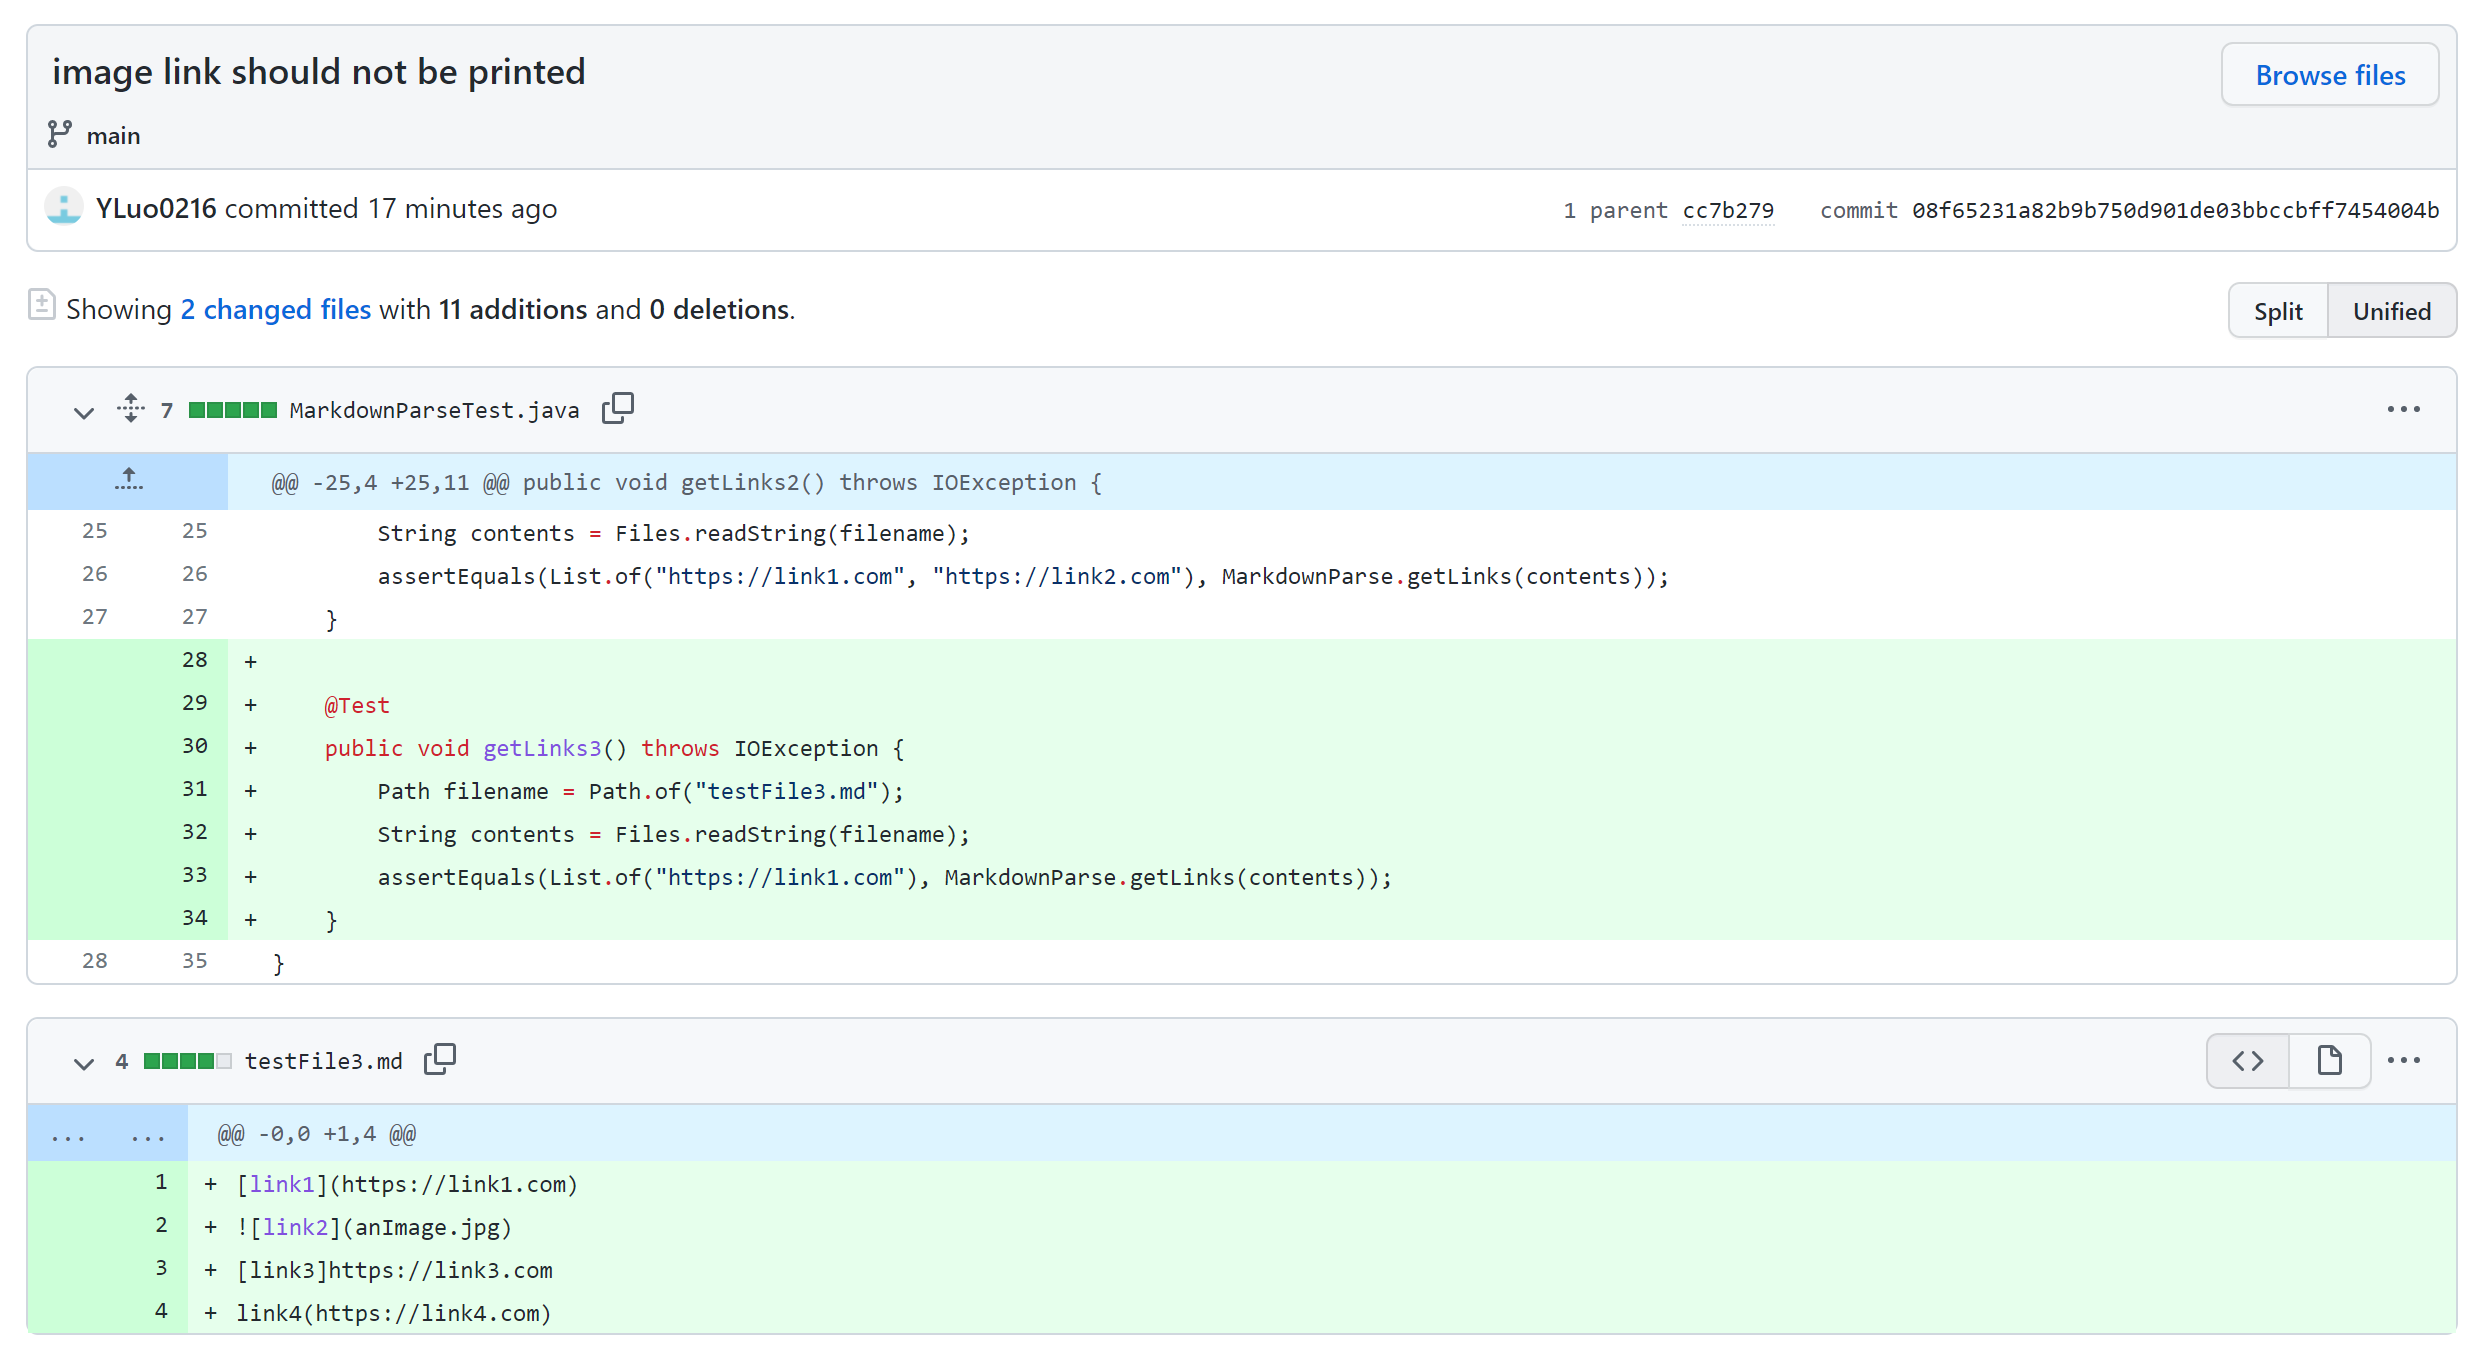 image link should not be printed
Browse files
main
YLuo0216 committed 17 minutes ago
1 parent cc7b279 commit 08f65231a82b9b750d901de03bbccbff7454004b
Showing 2 changed files with 11 additions and 0 deletions.
Split Unified
7 MarkdownParseTest.java
@@ -25,4 +25,11 @@ public void getLinks2() throws IOException {
25 25 String contents = Files.readString(filename);
26 26 assertEquals(List.of("https://link1.com", "https://link2.com"), MarkdownParse.getLinks(contents));
27 27 }
28 +
29 + @Test
30 + public void getLinks3() throws IOException {
31 + Path filename = Path.of("testFile3.md");
32 + String contents = Files.readString(filename);
33 + assertEquals(List.of("https://link1.com"), MarkdownParse.getLinks(contents));
34 + }
28 35 }
4 testFile3.md
... ... @@ -0,0 +1,4 @@
1 + [link1](https://link1.com)
2 + ![link2](anImage.jpg)
3 + [link3]https://link3.com
4 + link4(https://link4.com)